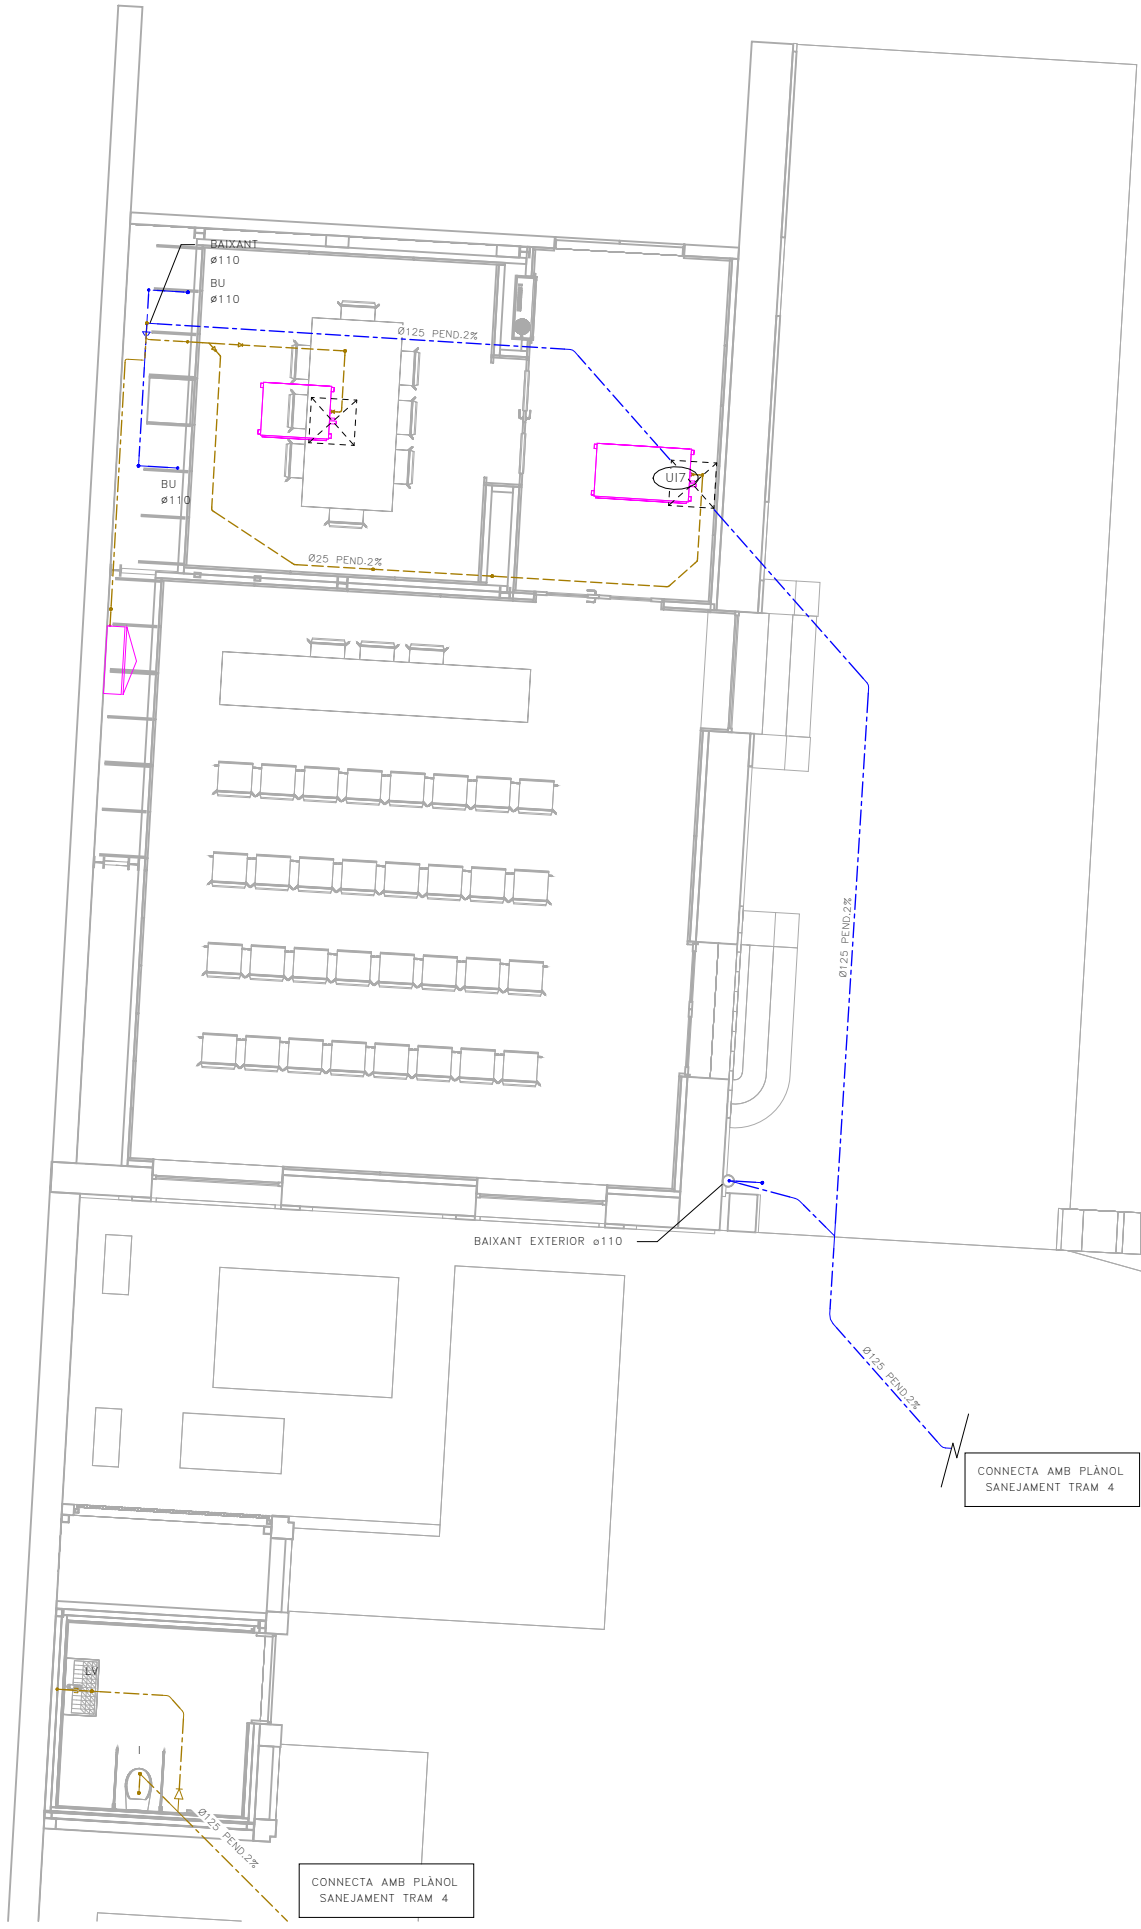 BAIXANT
ø110
BU
ø110
Ø125 PEND.2%
UI7
BU
ø110
Ø25 PEND.2%
Ø125 PEND.2%
BAIXANT EXTERIOR ø110
Ø125 PEND.2%
CONNECTA AMB PLÀNOL
SANEJAMENT TRAM 4
LV
I
Ø125 PEND.2%
CONNECTA AMB PLÀNOL
SANEJAMENT TRAM 4